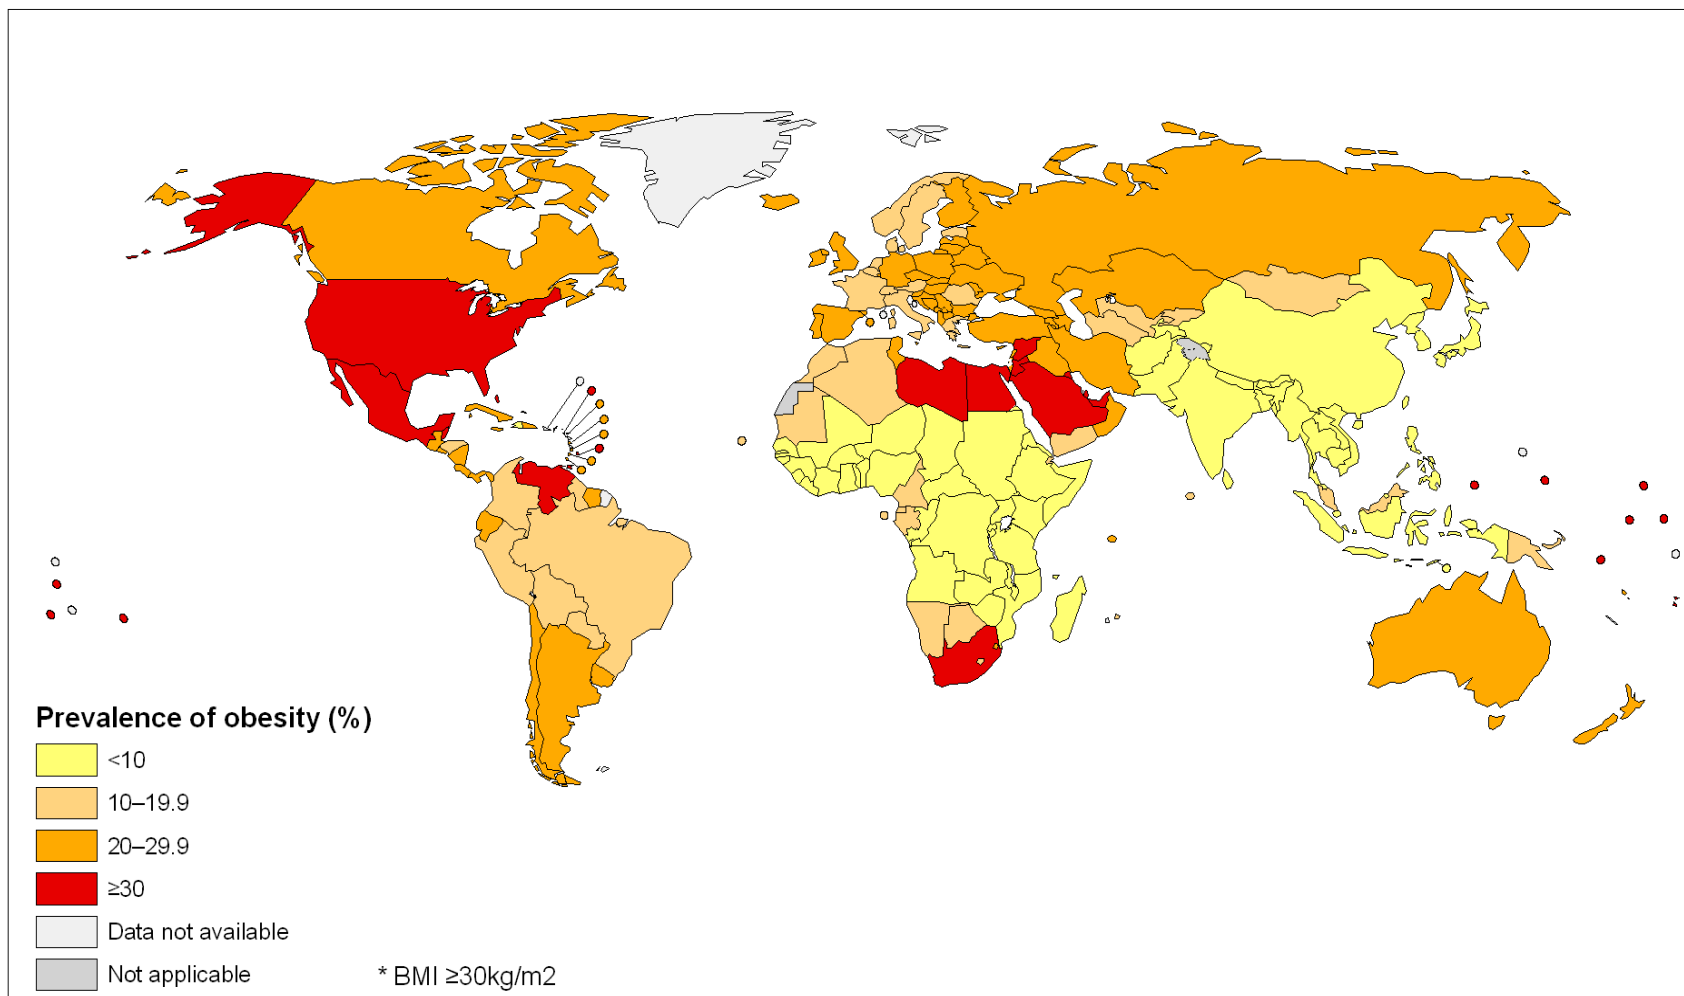 Prevalence of obesity (%)
<10
10–19.9
20–29.9
≥30
Data not available
Not applicable
* BMI ≥30kg/m2